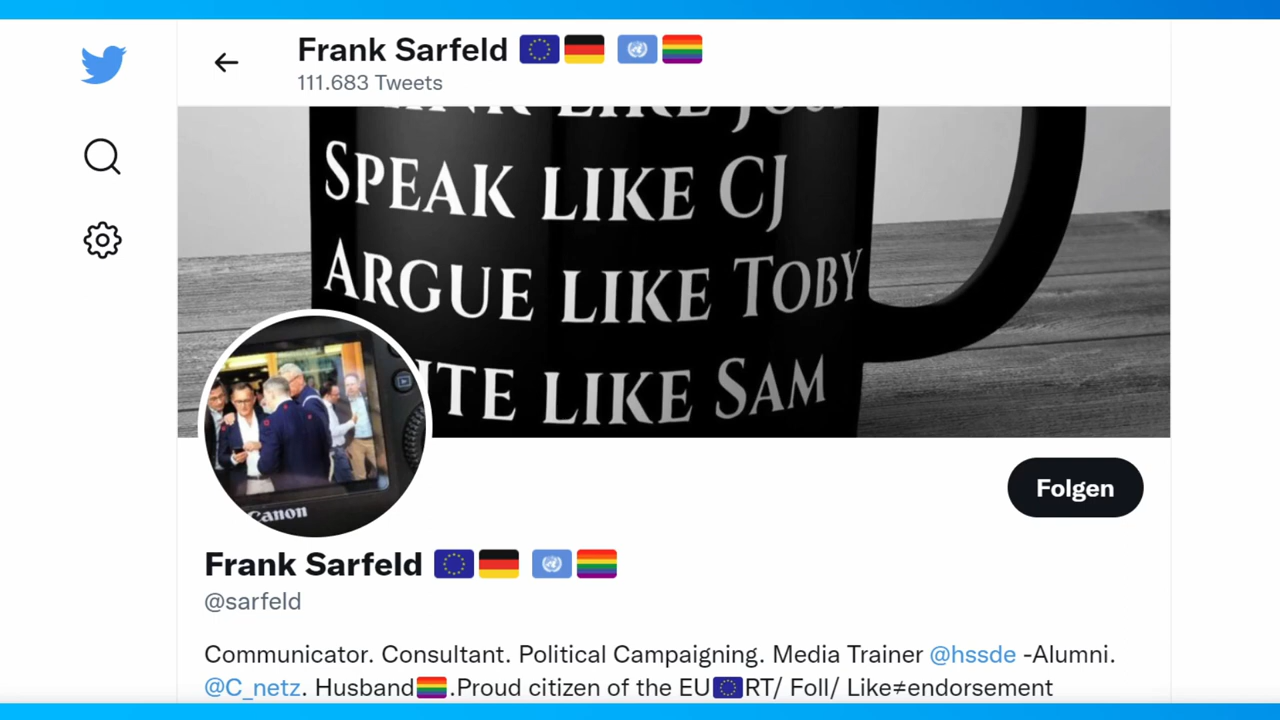 Frank Sarfeld 🇪🇺🇩🇪 🇺🇳🏳️‍🌈
111.683 Tweets
SPEAK LIKE CJ
ARGUE LIKE TOBY
LIKE SAM
Canon
Folgen
Frank Sarfeld 🇪🇺🇩🇪 🇺🇳🏳️‍🌈
@sarfeld
Communicator. Consultant. Political Campaigning. Media Trainer @hssde -Alumni.
@C_netz. Husband🏳️‍🌈.Proud citizen of the EU🇪🇺RT/ Foll/ Like≠endorsement